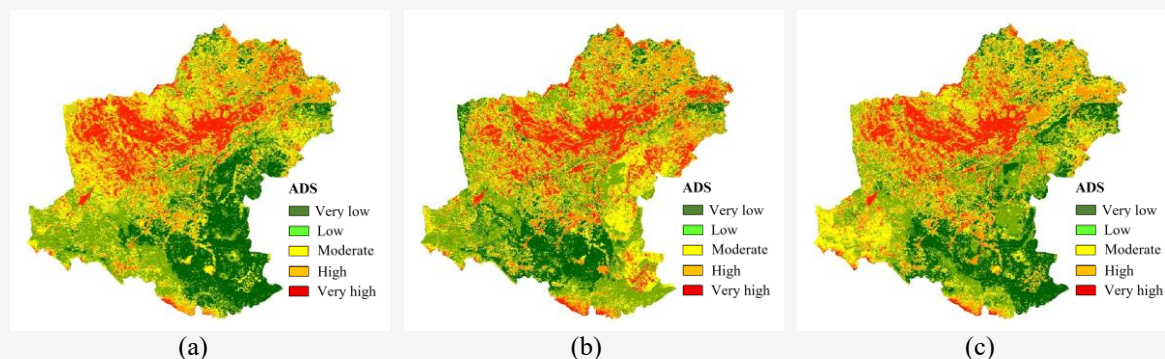 ADS
Very low
Low
Moderate
High
Very high
(a)
ADS
Very low
Low
Moderate
High
Very high
(b)
ADS
Very low
Low
Moderate
High
Very high
(c)